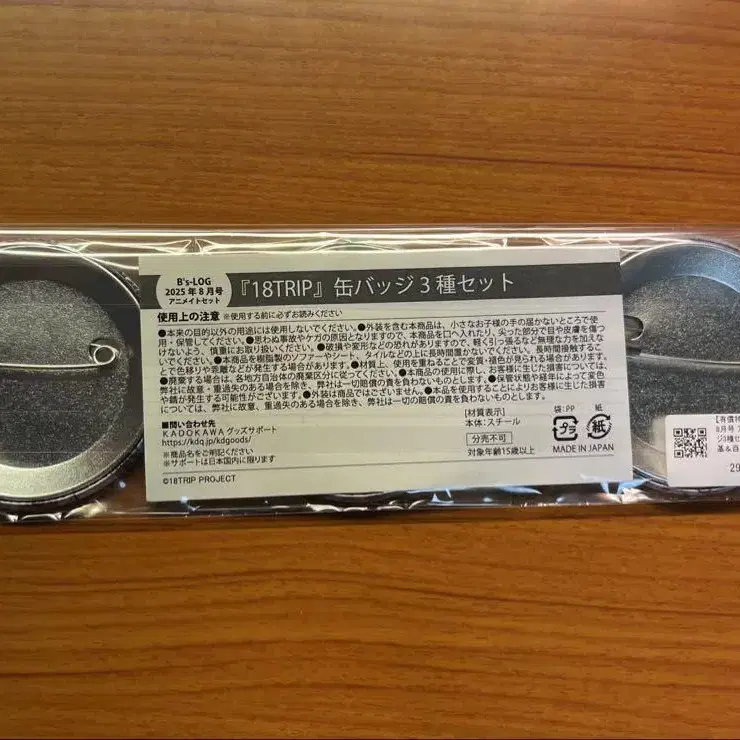 B's-LOG
2025年8月号
アニメイトセット
『18TRIP』缶バッジ3種セット
使用上の注意 ※使用する前に必ずお読みください
●本来の目的以外の用途には使用しないでください。●外装を含む本商品は、小さなお子様の手の届かないところで使
用・保管してください。●思わぬ事故やケガの原因となりますので、本商品を口へ入れたり、尖った部分で目や皮膚を傷つ
けないよう、慎重にお取り扱いください。●破損や変形などの恐れがありますので、軽く引っ張るなど無理な力を加えな
いでください。●本商品を樹脂製のソファーやシート、タイルなどの上に長時間置かないでください。長時間接触すること
で色移りや乖離などが発生する場合があります。●材質上、使用を重ねることで変質・褪色が見られる場合があります。
●廃棄する場合は、各地方自治体の廃棄区分に従ってください。●本商品の使用に際し、お客様に生じた損害
は、弊社に故意・重過失のある場合を除き、弊社は一切賠償の責を負わないものとします。●保管状態や経年によって変色
や錆が発生する可能性がございます。●外装は商品ではございません。●本品を使用することによりお客様に生じた損害
については、弊社に故意、重過失のある場合を除き、弊社は一切の賠償の責を負わないものとします。
■問い合わせ先
KADOKAWAグッズサポート
https://kdq.jp/kdgoods/
※商品名をご明記ください
※サポートは日本国内に限ります
©18TRIP PROJECT
[材質表示]
本体：スチール
分売不可
対象年齢15歳以上
袋：PP 紙
プラ 紙
MADE IN JAPAN
【有償特
8月号
ジ3種セ
基&百
29